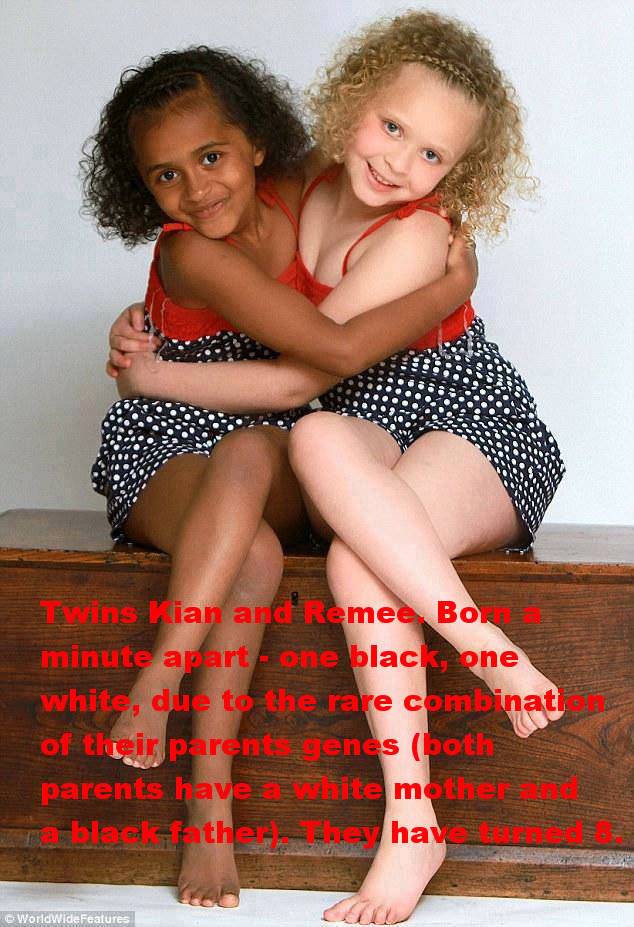 Twins Kian and Remee. Born a
minute apart - one black, one
white, due to the rare combination
of their parents genes (both
parents have a white mother and
a black father). They have turned 8.
© WorldWideFeatures